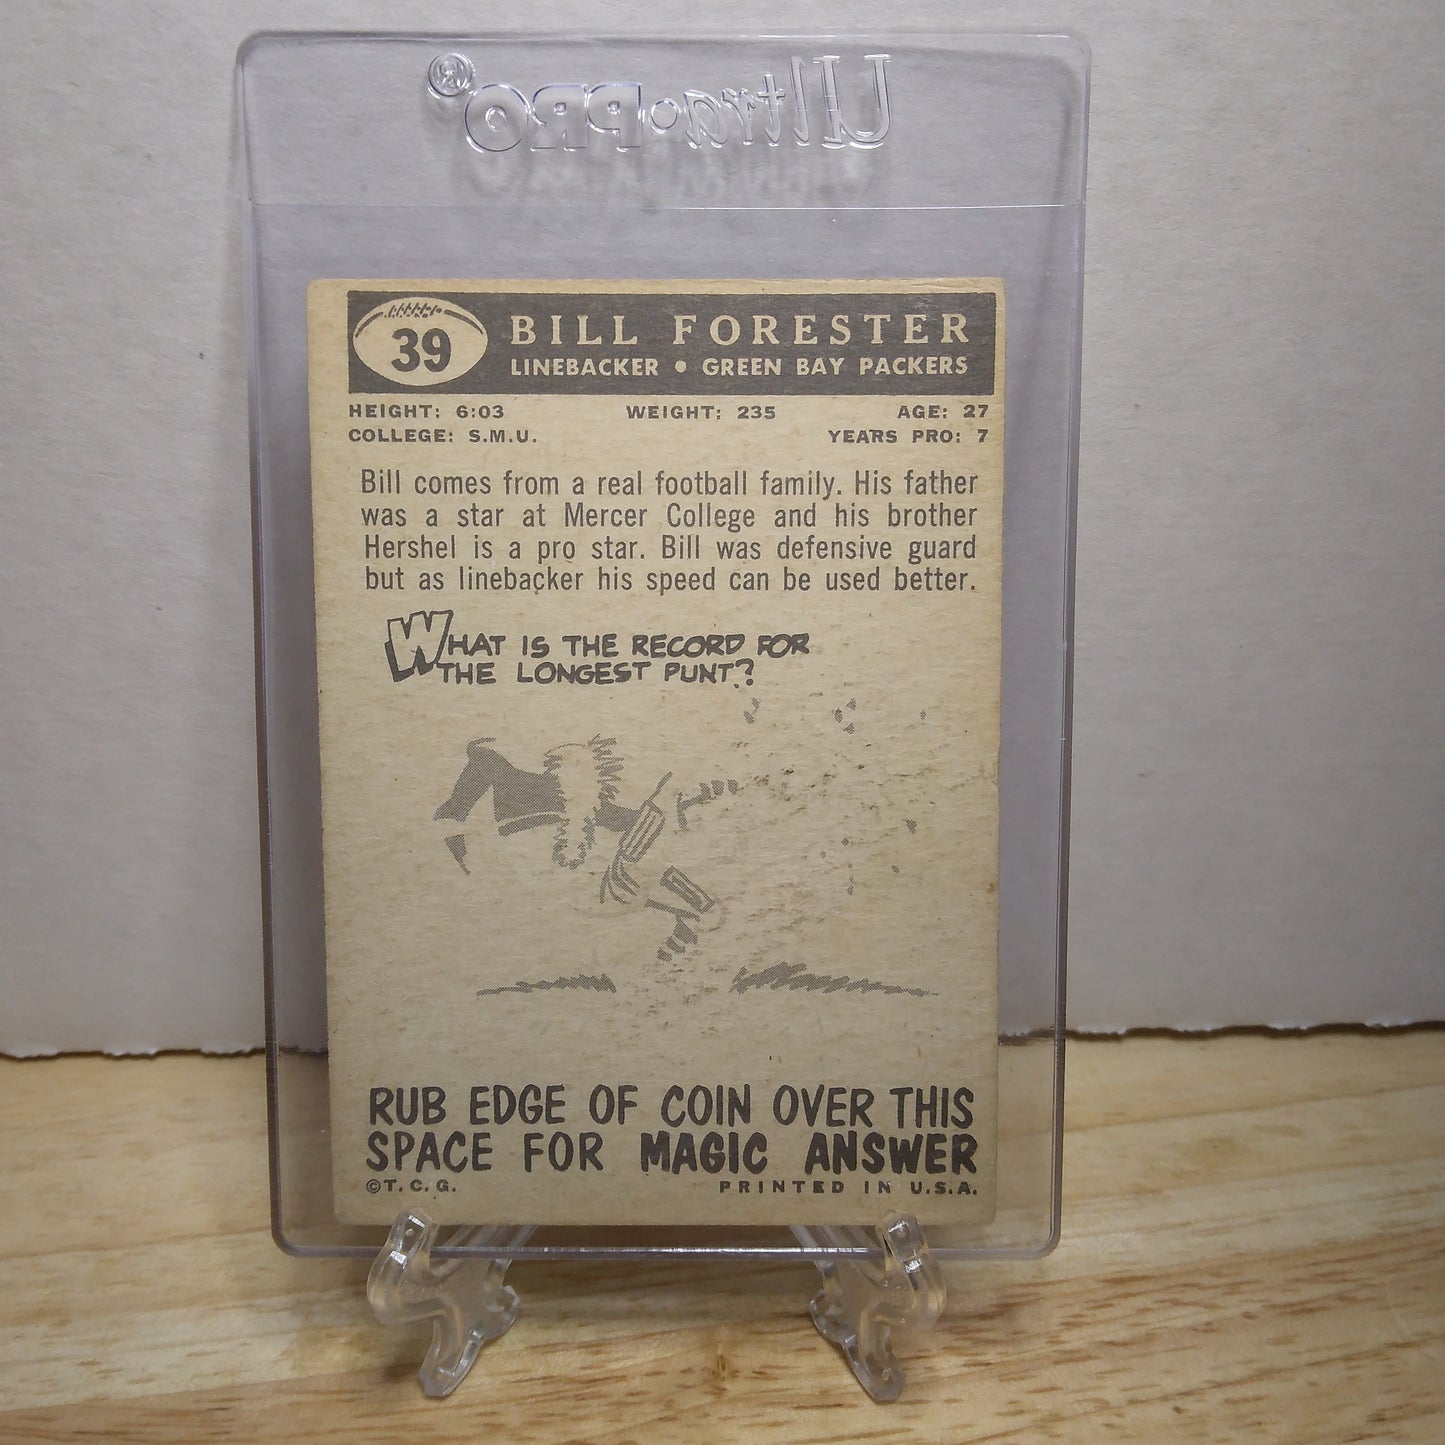 Ultra•PRO®
39
BILL FORESTER
LINEBACKER • GREEN BAY PACKERS
HEIGHT: 6:03 WEIGHT: 235 AGE: 27
COLLEGE: S.M.U. YEARS PRO: 7
Bill comes from a real football family. His father
was a star at Mercer College and his brother
Hershel is a pro star. Bill was defensive guard
but as linebacker his speed can be used better.
WHAT IS THE RECORD FOR
THE LONGEST PUNT?
RUB EDGE OF COIN OVER THIS
SPACE FOR MAGIC ANSWER
©T.C.G. PRINTED IN U.S.A.